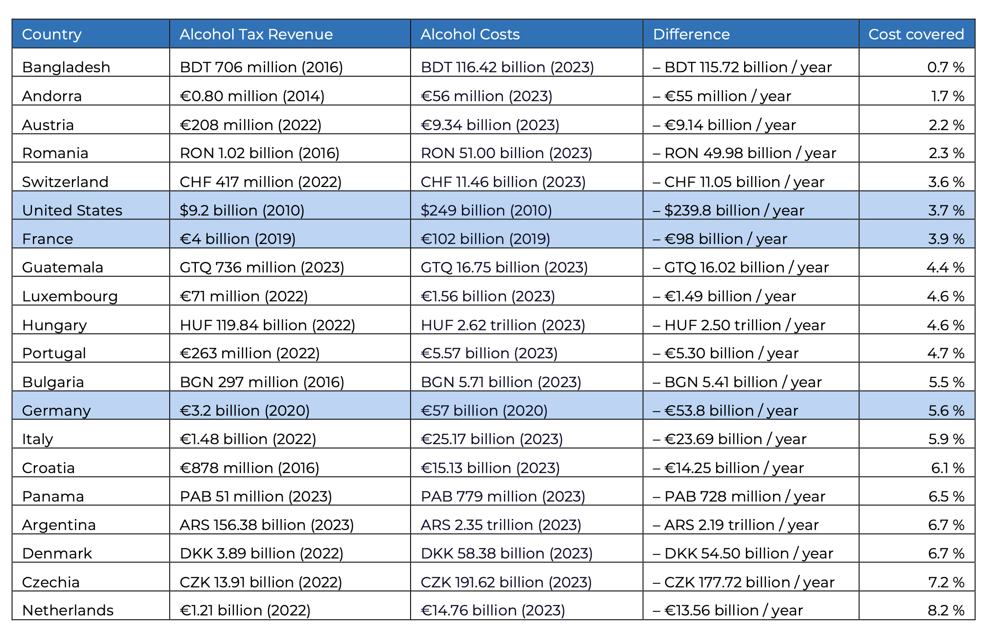 Country Alcohol Tax Revenue Alcohol Costs Difference Cost covered
Bangladesh BDT 706 million (2016) BDT 116.42 billion (2023) – BDT 115.72 billion / year 0.7 %
Andorra €0.80 million (2014) €56 million (2023) – €55 million / year 1.7 %
Austria €208 million (2022) €9.34 billion (2023) – €9.14 billion / year 2.2 %
Romania RON 1.02 billion (2016) RON 51.00 billion (2023) – RON 49.98 billion / year 2.3 %
Switzerland CHF 417 million (2022) CHF 11.46 billion (2023) – CHF 11.05 billion / year 3.6 %
United States $9.2 billion (2010) $249 billion (2010) – $239.8 billion / year 3.7 %
France €4 billion (2019) €102 billion (2019) – €98 billion / year 3.9 %
Guatemala GTQ 736 million (2023) GTQ 16.75 billion (2023) – GTQ 16.02 billion / year 4.4 %
Luxembourg €71 million (2022) €1.56 billion (2023) – €1.49 billion / year 4.6 %
Hungary HUF 119.84 billion (2022) HUF 2.62 trillion (2023) – HUF 2.50 trillion / year 4.6 %
Portugal €263 million (2022) €5.57 billion (2023) – €5.30 billion / year 4.7 %
Bulgaria BGN 297 million (2016) BGN 5.71 billion (2023) – BGN 5.41 billion / year 5.5 %
Germany €3.2 billion (2020) €57 billion (2020) – €53.8 billion / year 5.6 %
Italy €1.48 billion (2022) €25.17 billion (2023) – €23.69 billion / year 5.9 %
Croatia €878 million (2016) €15.13 billion (2023) – €14.25 billion / year 6.1 %
Panama PAB 51 million (2023) PAB 779 million (2023) – PAB 728 million / year 6.5 %
Argentina ARS 156.38 billion (2023) ARS 2.35 trillion (2023) – ARS 2.19 trillion / year 6.7 %
Denmark DKK 3.89 billion (2022) DKK 58.38 billion (2023) – DKK 54.50 billion / year 6.7 %
Czechia CZK 13.91 billion (2022) CZK 191.62 billion (2023) – CZK 177.72 billion / year 7.2 %
Netherlands €1.21 billion (2022) €14.76 billion (2023) – €13.56 billion / year 8.2 %